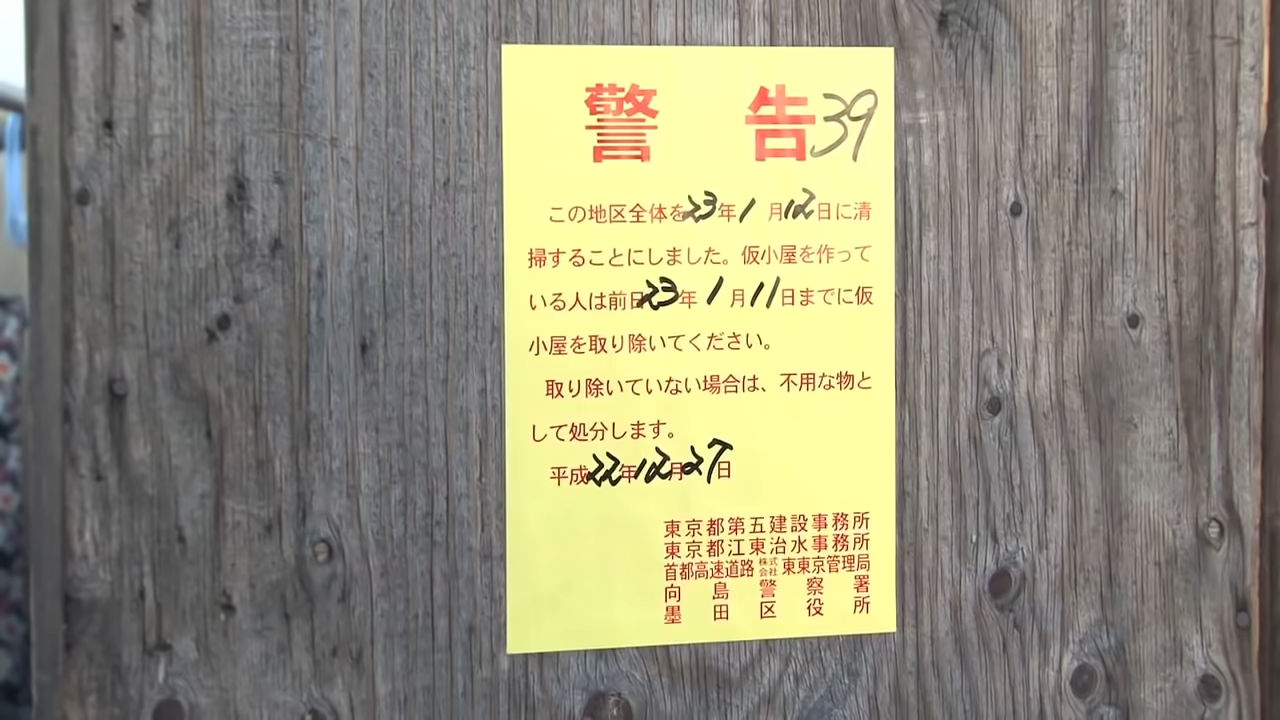 警告39
この地区全体を23年1月12日に清
掃することにしました。仮小屋を作って
いる人は前日23年1月11日までに仮
小屋を取り除いてください。
取り除いていない場合は、不用な物と
して処分します。
平成22年12月27日
東京都第五建設事務所
東京都江東治水事務所
首都高速道路株式会社東東京管理局
向島警察署
墨田区役所